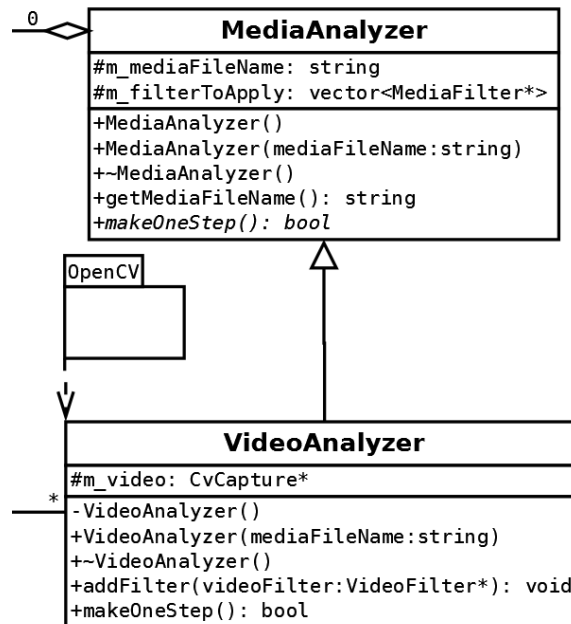 0
MediaAnalyzer
#m_mediaFileName: string
#m_filterToApply: vector<MediaFilter*>
+MediaAnalyzer()
+MediaAnalyzer(mediaFileName:string)
+~MediaAnalyzer()
+getMediaFileName(): string
+makeOneStep(): bool
OpenCV
VideoAnalyzer
#m_video: CvCapture*
*
-VideoAnalyzer()
+VideoAnalyzer(mediaFileName:string)
+~VideoAnalyzer()
+addFilter(videoFilter:VideoFilter*): void
+makeOneStep(): bool